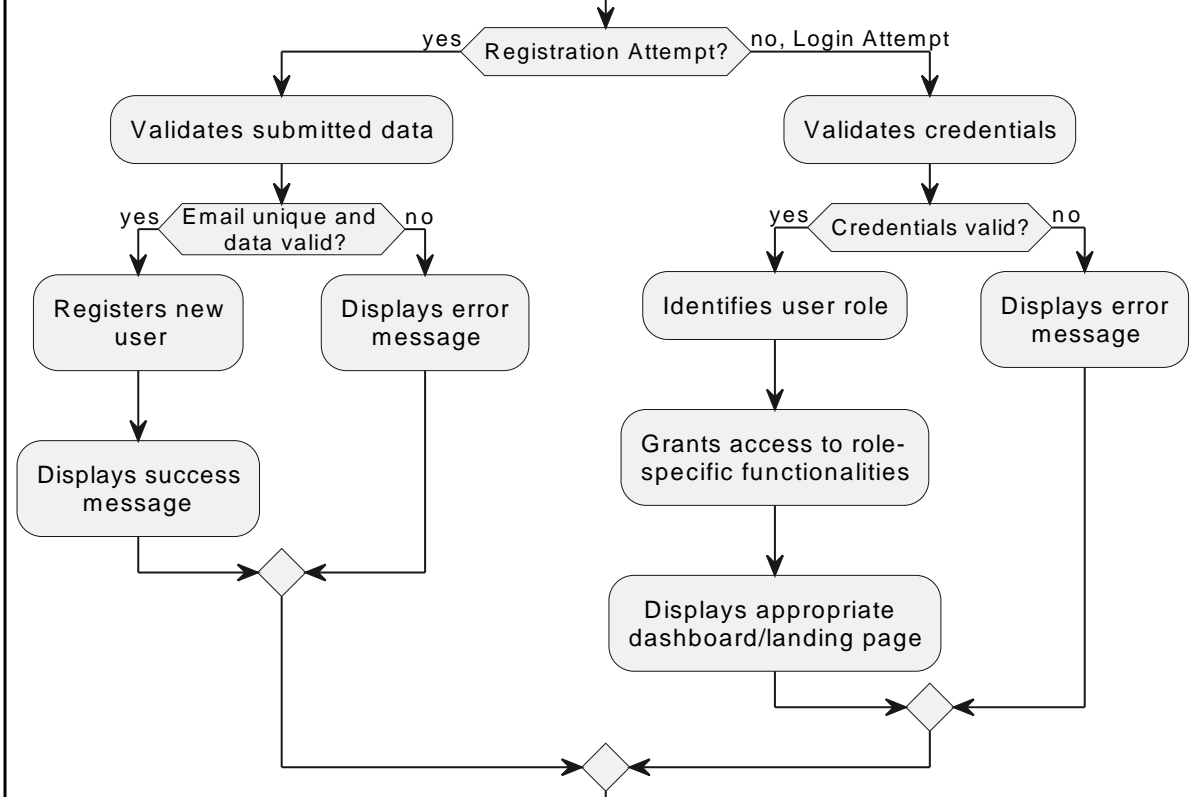 yes
Registration Attempt?
no, Login Attempt
Validates submitted data
Validates credentials
yes
Email unique and
data valid?
no
yes
Credentials valid?
no
Registers new
user
Displays error
message
Identifies user role
Displays error
message
Displays success
message
Grants access to role-
specific functionalities
Displays appropriate
dashboard/landing page